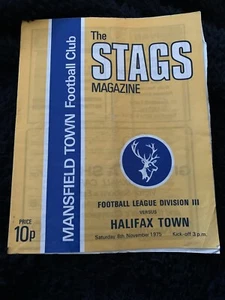 MANSFIELD TOWN Football Club
The
STAGS
MAGAZINE
FOOTBALL LEAGUE DIVISION III
VERSUS
HALIFAX TOWN
Saturday 8th November 1975 Kick-off 3 p.m.
PRICE
10p